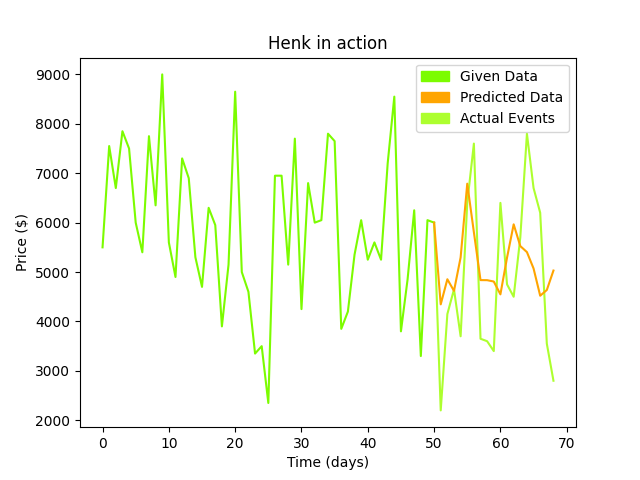 Henk in action
Given Data
Predicted Data
Actual Events
Price ($)
9000
8000
7000
6000
5000
4000
3000
2000
0 10 20 30 40 50 60 70
Time (days)